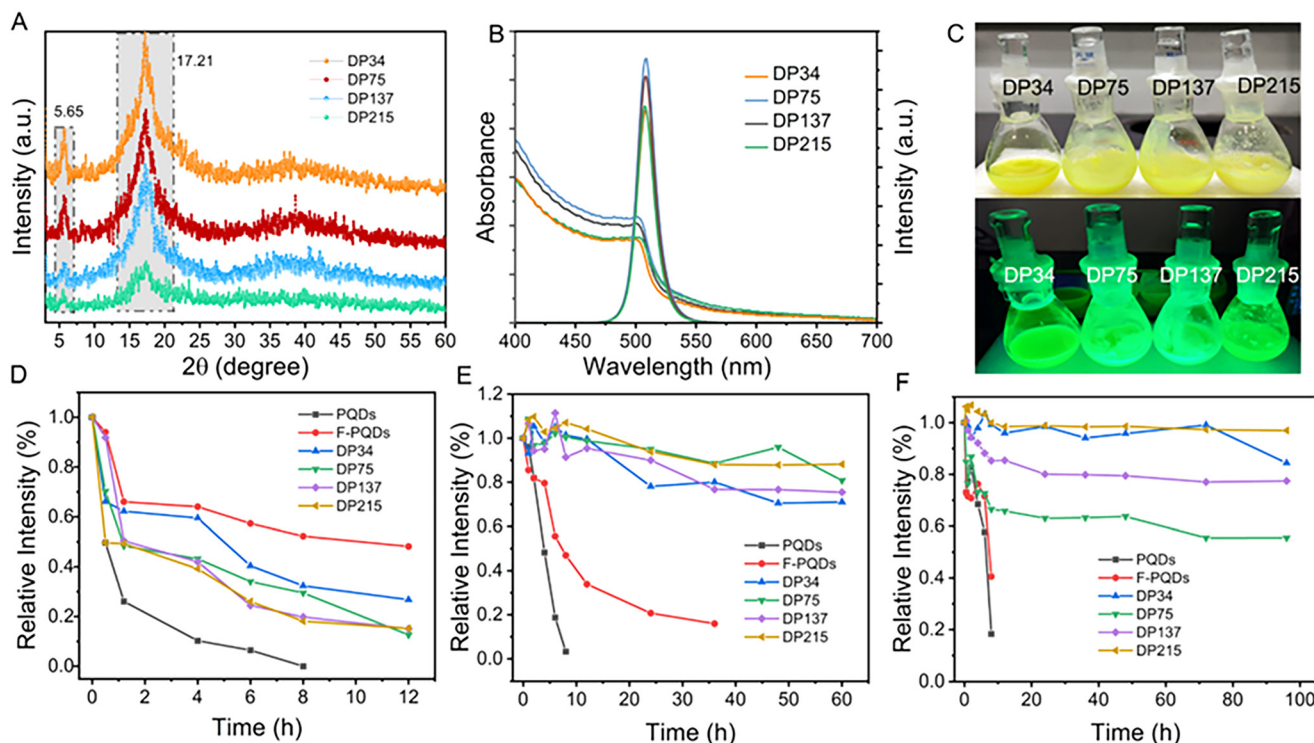 A
Intensity (a.u.)
5.65
17.21
DP34
DP75
DP137
DP215
5 10 15 20 25 30 35 40 45 50 55 60
2θ (degree)
B
Absorbance
DP34
DP75
DP137
DP215
Intensity (a.u.)
400 450 500 550 600 650 700
Wavelength (nm)
C
DP34 DP75 DP137 DP215
DP34 DP75 DP137 DP215
D
Relative Intensity (%)
1.0
0.8
0.6
0.4
0.2
0.0
PQDs
F-PQDs
DP34
DP75
DP137
DP215
0 2 4 6 8 10 12
Time (h)
E
Relative Intensity (%)
1.2
1.0
0.8
0.6
0.4
0.2
0.0
PQDs
F-PQDs
DP34
DP75
DP137
DP215
0 10 20 30 40 50 60
Time (h)
F
Relative Intensity (%)
1.0
0.8
0.6
0.4
0.2
0.0
PQDs
F-PQDs
DP34
DP75
DP137
DP215
0 20 40 60 80 100
Time (h)